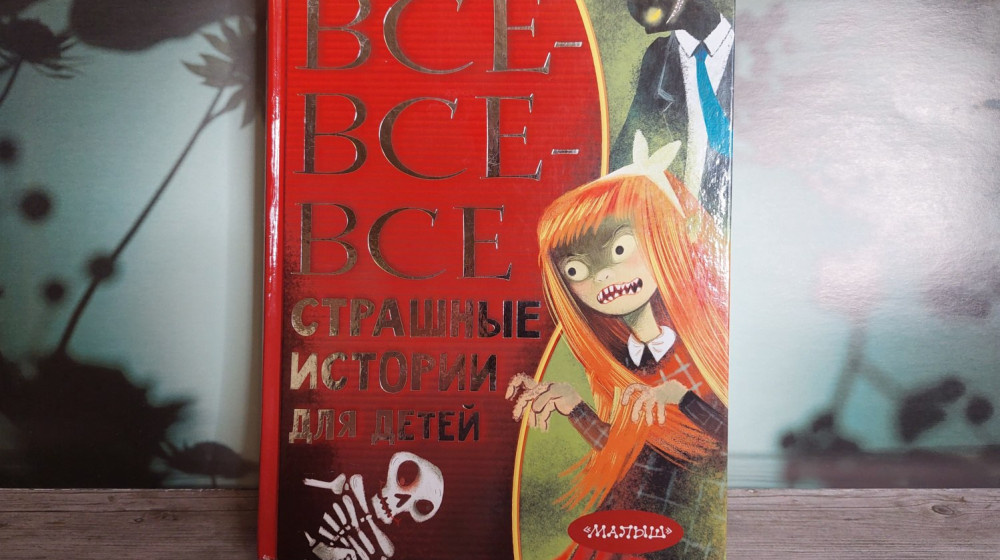 ВСЕ-
ВСЕ-
ВСЕ
СТРАШНЫЕ
ИСТОРИИ
ДЛЯ ДЕТЕЙ
«МАЛЫШ»